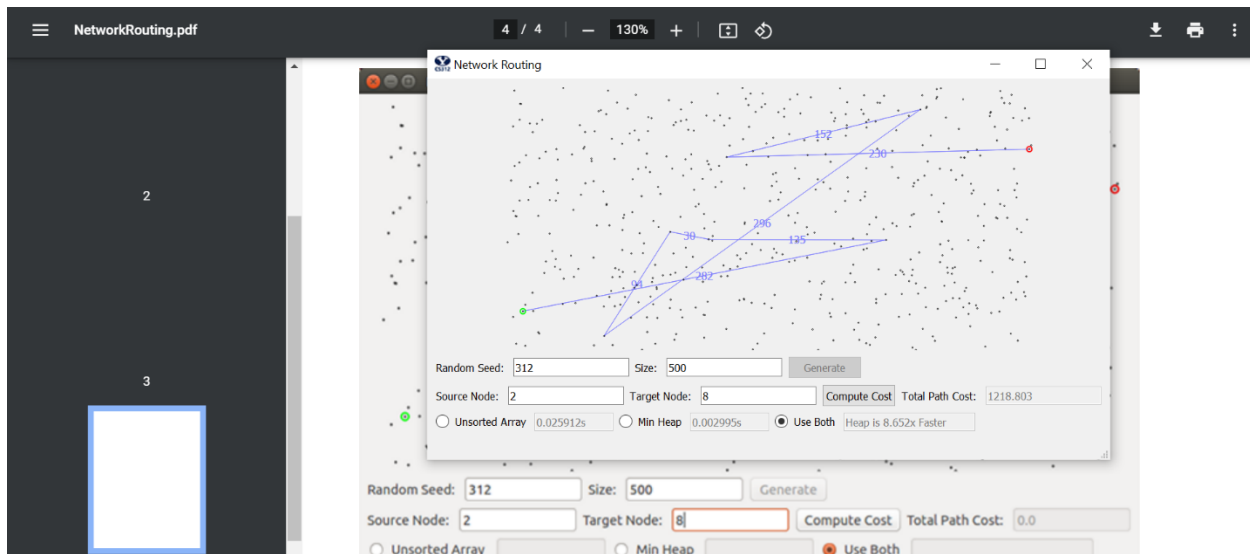 NetworkRouting.pdf
4 / 4
130%
2
3
CS312
Network Routing
152
230
296
30
135
282
94
Random Seed: 312 Size: 500 Generate
Source Node: 2 Target Node: 8 Compute Cost Total Path Cost: 1218.803
Unsorted Array 0.025912s Min Heap 0.002995s Use Both Heap is 8.652x Faster
Random Seed: 312 Size: 500 Generate
Source Node: 2 Target Node: 8 Compute Cost Total Path Cost: 0.0
Unsorted Array Min Heap Use Both